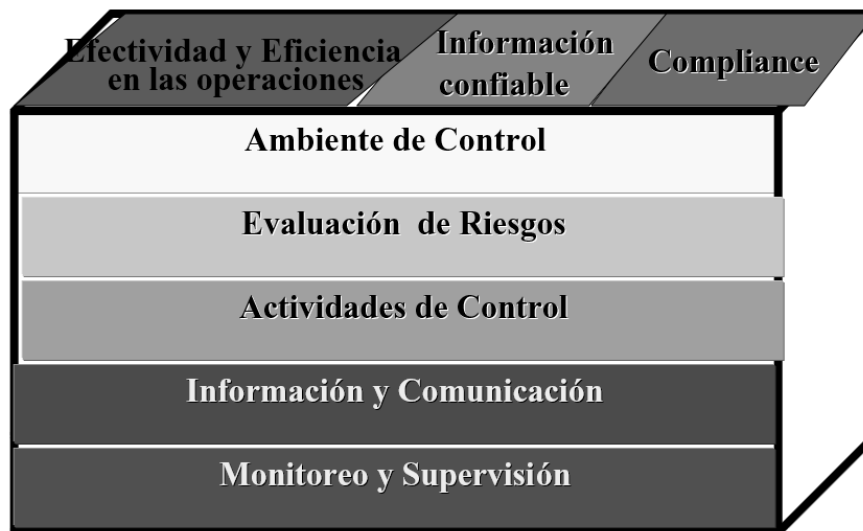 Efectividad y Eficiencia
en las operaciones
Información
confiable
Compliance
Ambiente de Control
Evaluación de Riesgos
Actividades de Control
Información y Comunicación
Monitoreo y Supervisión